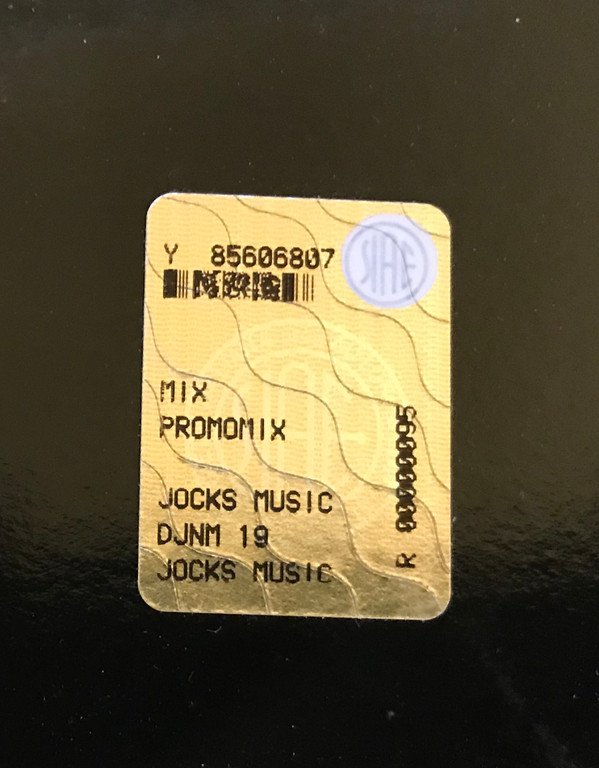 Y 85606807
MIX
PROMOMIX
JOCKS MUSIC
DJNM 19
JOCKS MUSIC
R 000000095